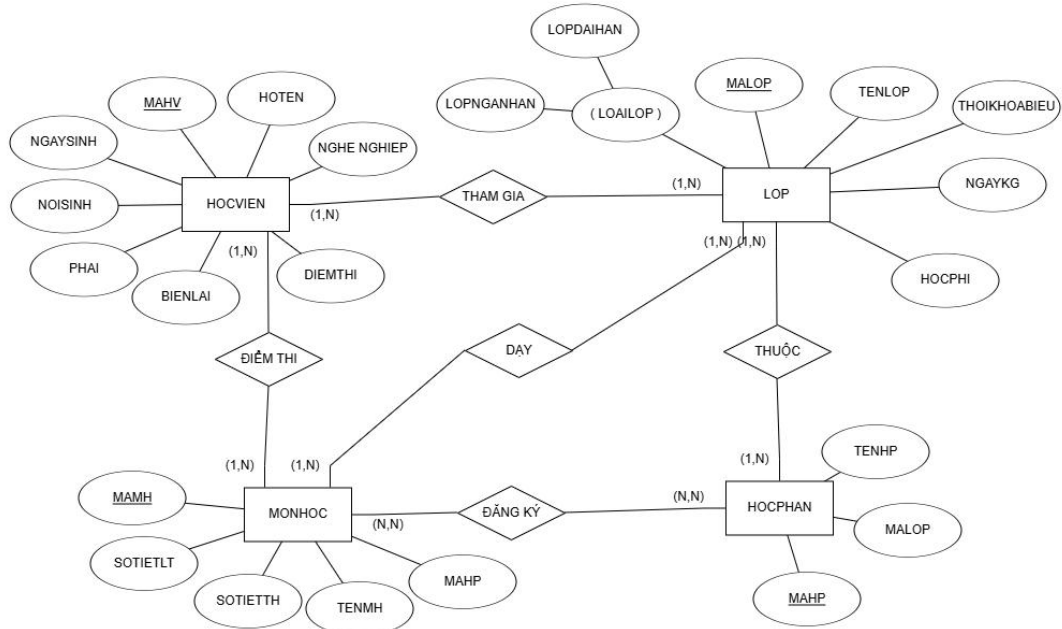 LOPDAIHAN
MAHV
HOTEN
LOPNGANHAN
( LOAILOP )
MALOP
TENLOP
THOIKHOABIEU
NGAYSINH
NGHE NGHIEP
NOISINH
HOCVIEN
(1,N)
THAM GIA
(1,N)
LOP
NGAYKG
(1,N)
(1,N)
(1,N)
PHAI
BIENLAI
DIEMTHI
HOCPHI
ĐIỂM THI
DẠY
THUỘC
(1,N)
(1,N)
(1,N)
TENHP
MAMH
MONHOC
(N,N)
ĐĂNG KÝ
(N,N)
HOCPHAN
MALOP
SOTIETLT
SOTIETTH
TENMH
MAHP
MAHP